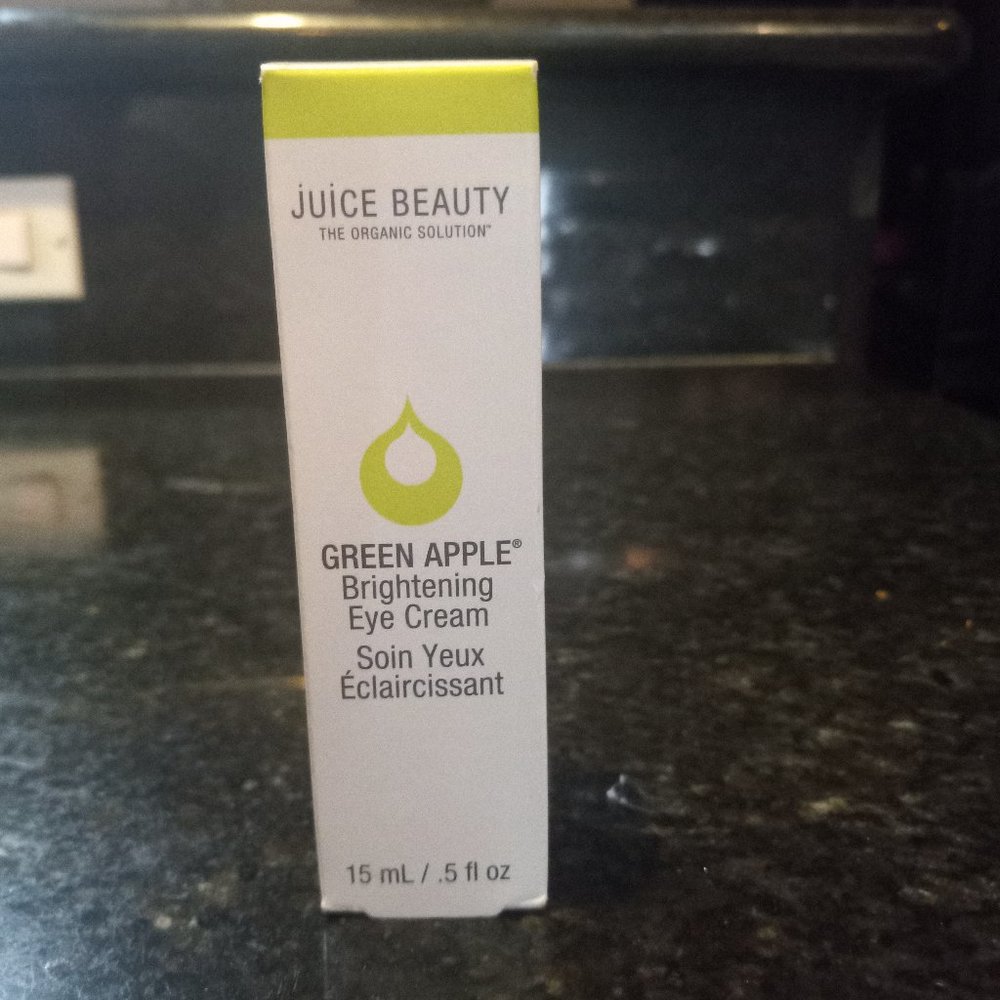 juice BEAUTY
THE ORGANIC SOLUTION™
GREEN APPLE®
Brightening
Eye Cream
Soin Yeux
Éclaircissant
15 mL / .5 fl oz